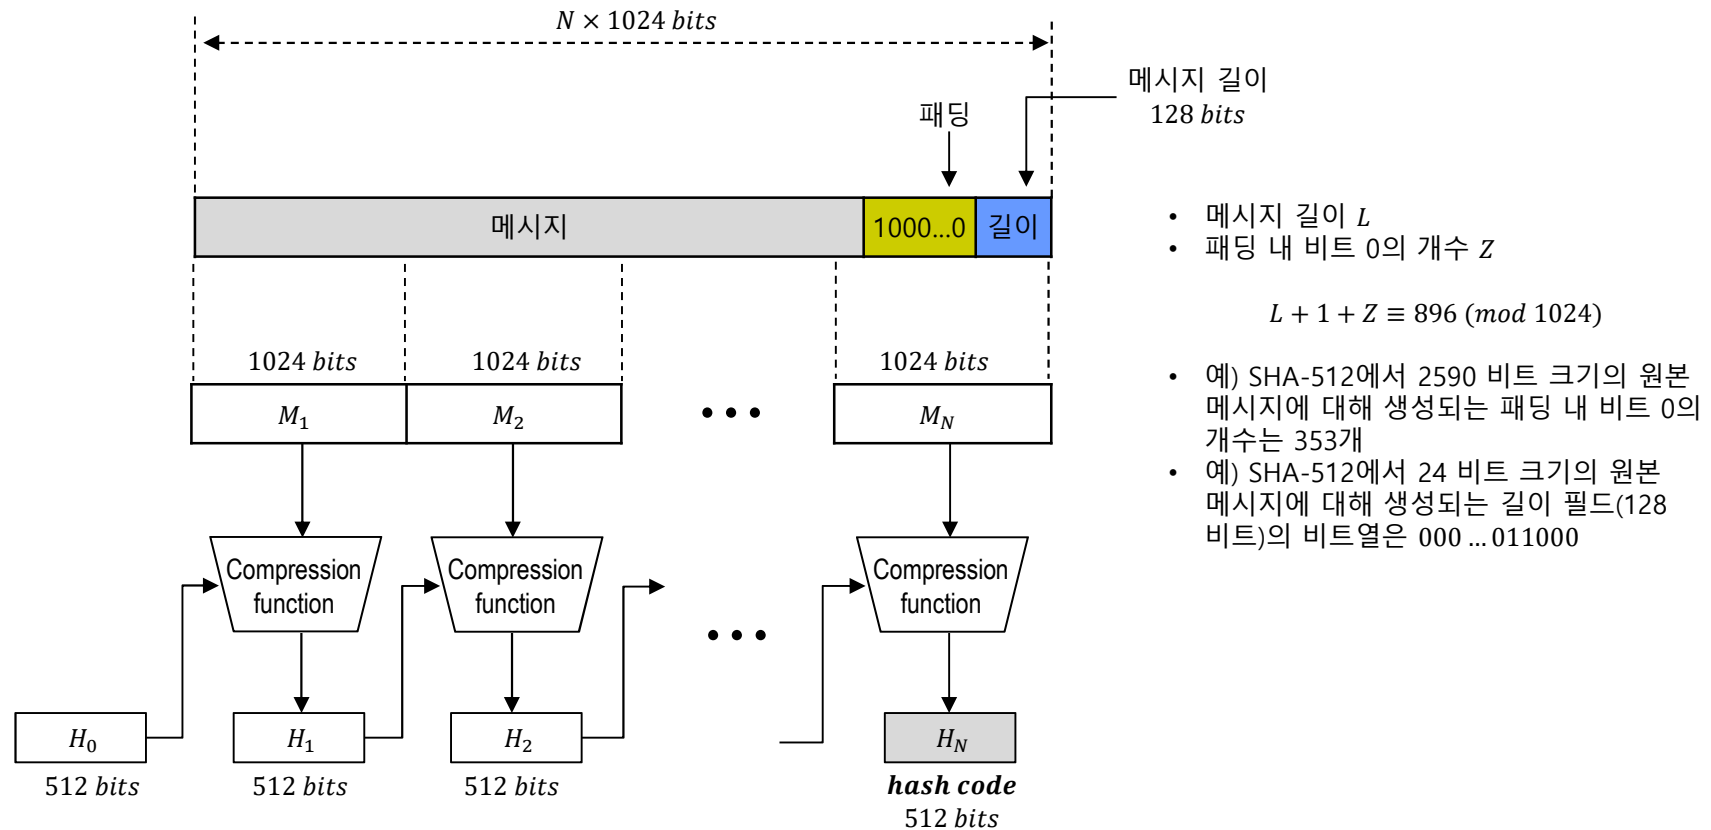 N × 1024 bits
메시지 길이
128 bits
패딩
메시지
1000...0
길이
1024 bits
1024 bits
1024 bits
M₁
M₂
• • •
M_N
Compression
function
Compression
function
• • •
Compression
function
H₀
H₁
H₂
H_N
512 bits
512 bits
512 bits
hash code
512 bits
• 메시지 길이 L
• 패딩 내 비트 0의 개수 Z
L + 1 + Z ≡ 896 (mod 1024)
• 예) SHA-512에서 2590 비트 크기의 원본
메시지에 대해 생성되는 패딩 내 비트 0의
개수는 353개
• 예) SHA-512에서 24 비트 크기의 원본
메시지에 대해 생성되는 길이 필드(128
비트)의 비트열은 000 ... 011000